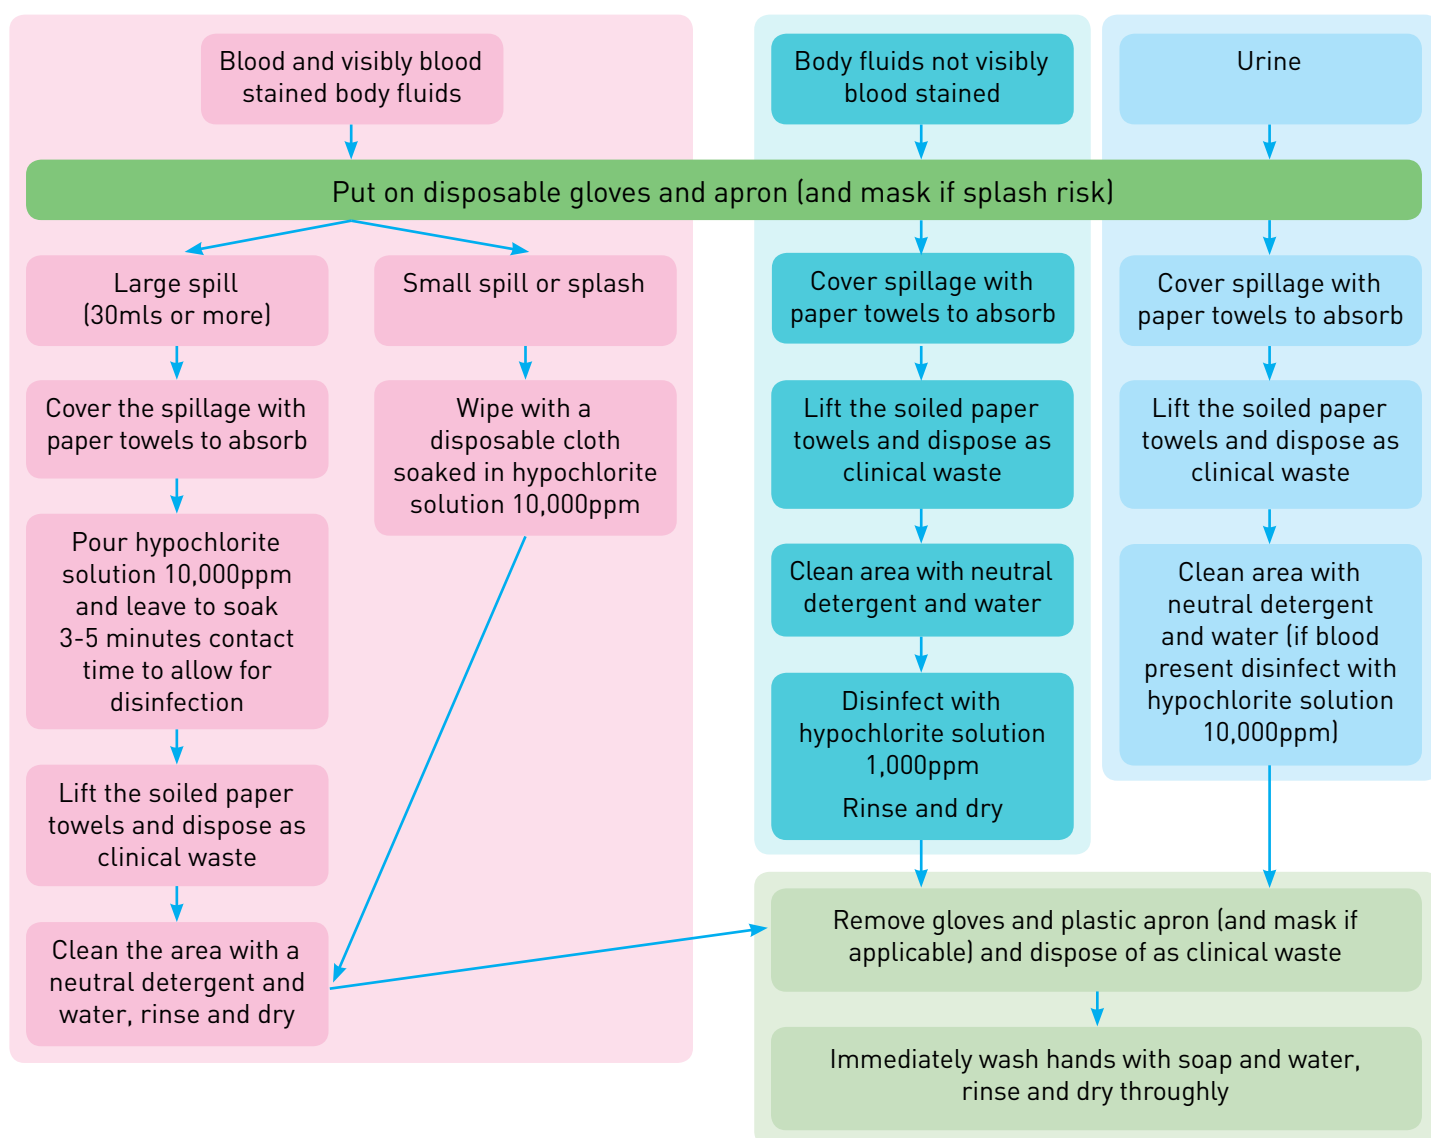 Blood and visibly blood
stained body fluids
Body fluids not visibly
blood stained
Urine
Put on disposable gloves and apron (and mask if splash risk)
Large spill
(30mls or more)
Cover the spillage with
paper towels to absorb
Pour hypochlorite
solution 10,000ppm
and leave to soak
3-5 minutes contact
time to allow for
disinfection
Lift the soiled paper
towels and dispose as
clinical waste
Clean the area with a
neutral detergent and
water, rinse and dry
Small spill or splash
Wipe with a
disposable cloth
soaked in hypochlorite
solution 10,000ppm
Cover spillage with
paper towels to absorb
Lift the soiled paper
towels and dispose as
clinical waste
Clean area with neutral
detergent and water
Disinfect with
hypochlorite solution
1,000ppm
Rinse and dry
Cover spillage with
paper towels to absorb
Lift the soiled paper
towels and dispose as
clinical waste
Clean area with
neutral detergent
and water (if blood
present disinfect with
hypochlorite solution
10,000ppm)
Remove gloves and plastic apron (and mask if
applicable) and dispose of as clinical waste
Immediately wash hands with soap and water,
rinse and dry throughly